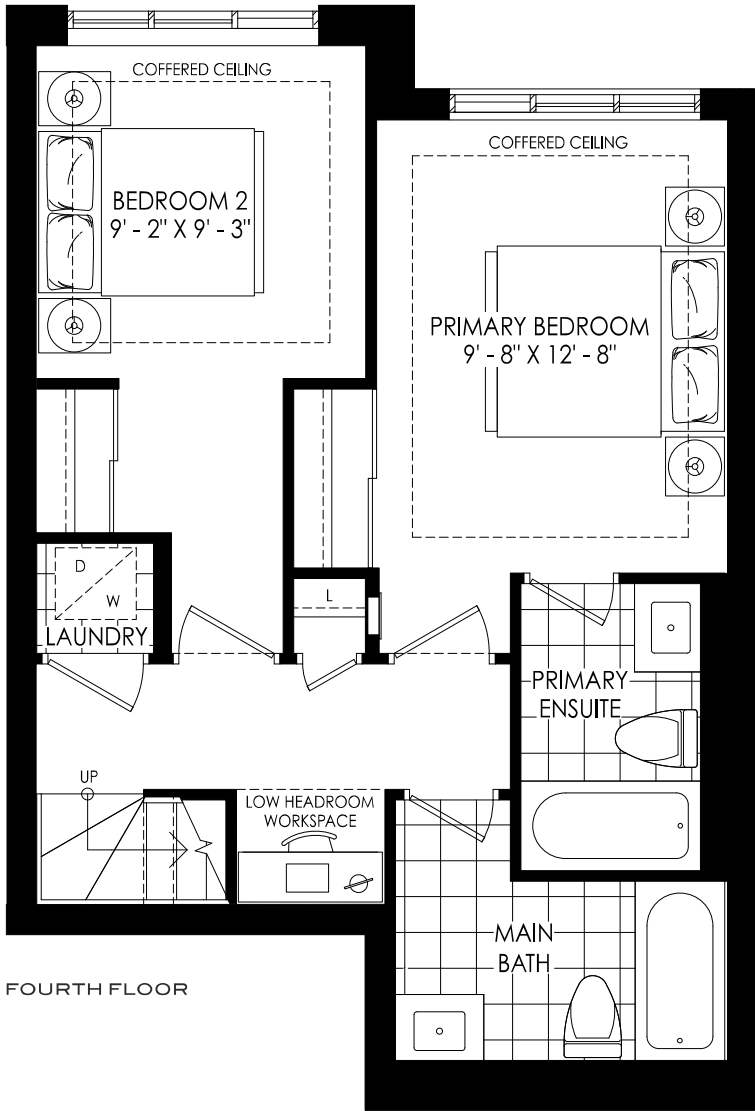 COFFERED CEILING
BEDROOM 2
9' - 2" X 9' - 3"
COFFERED CEILING
PRIMARY BEDROOM
9' - 8" X 12' - 8"
D
W
LAUNDRY
L
PRIMARY
ENSUITE
UP
LOW HEADROOM
WORKSPACE
MAIN
BATH
FOURTH FLOOR